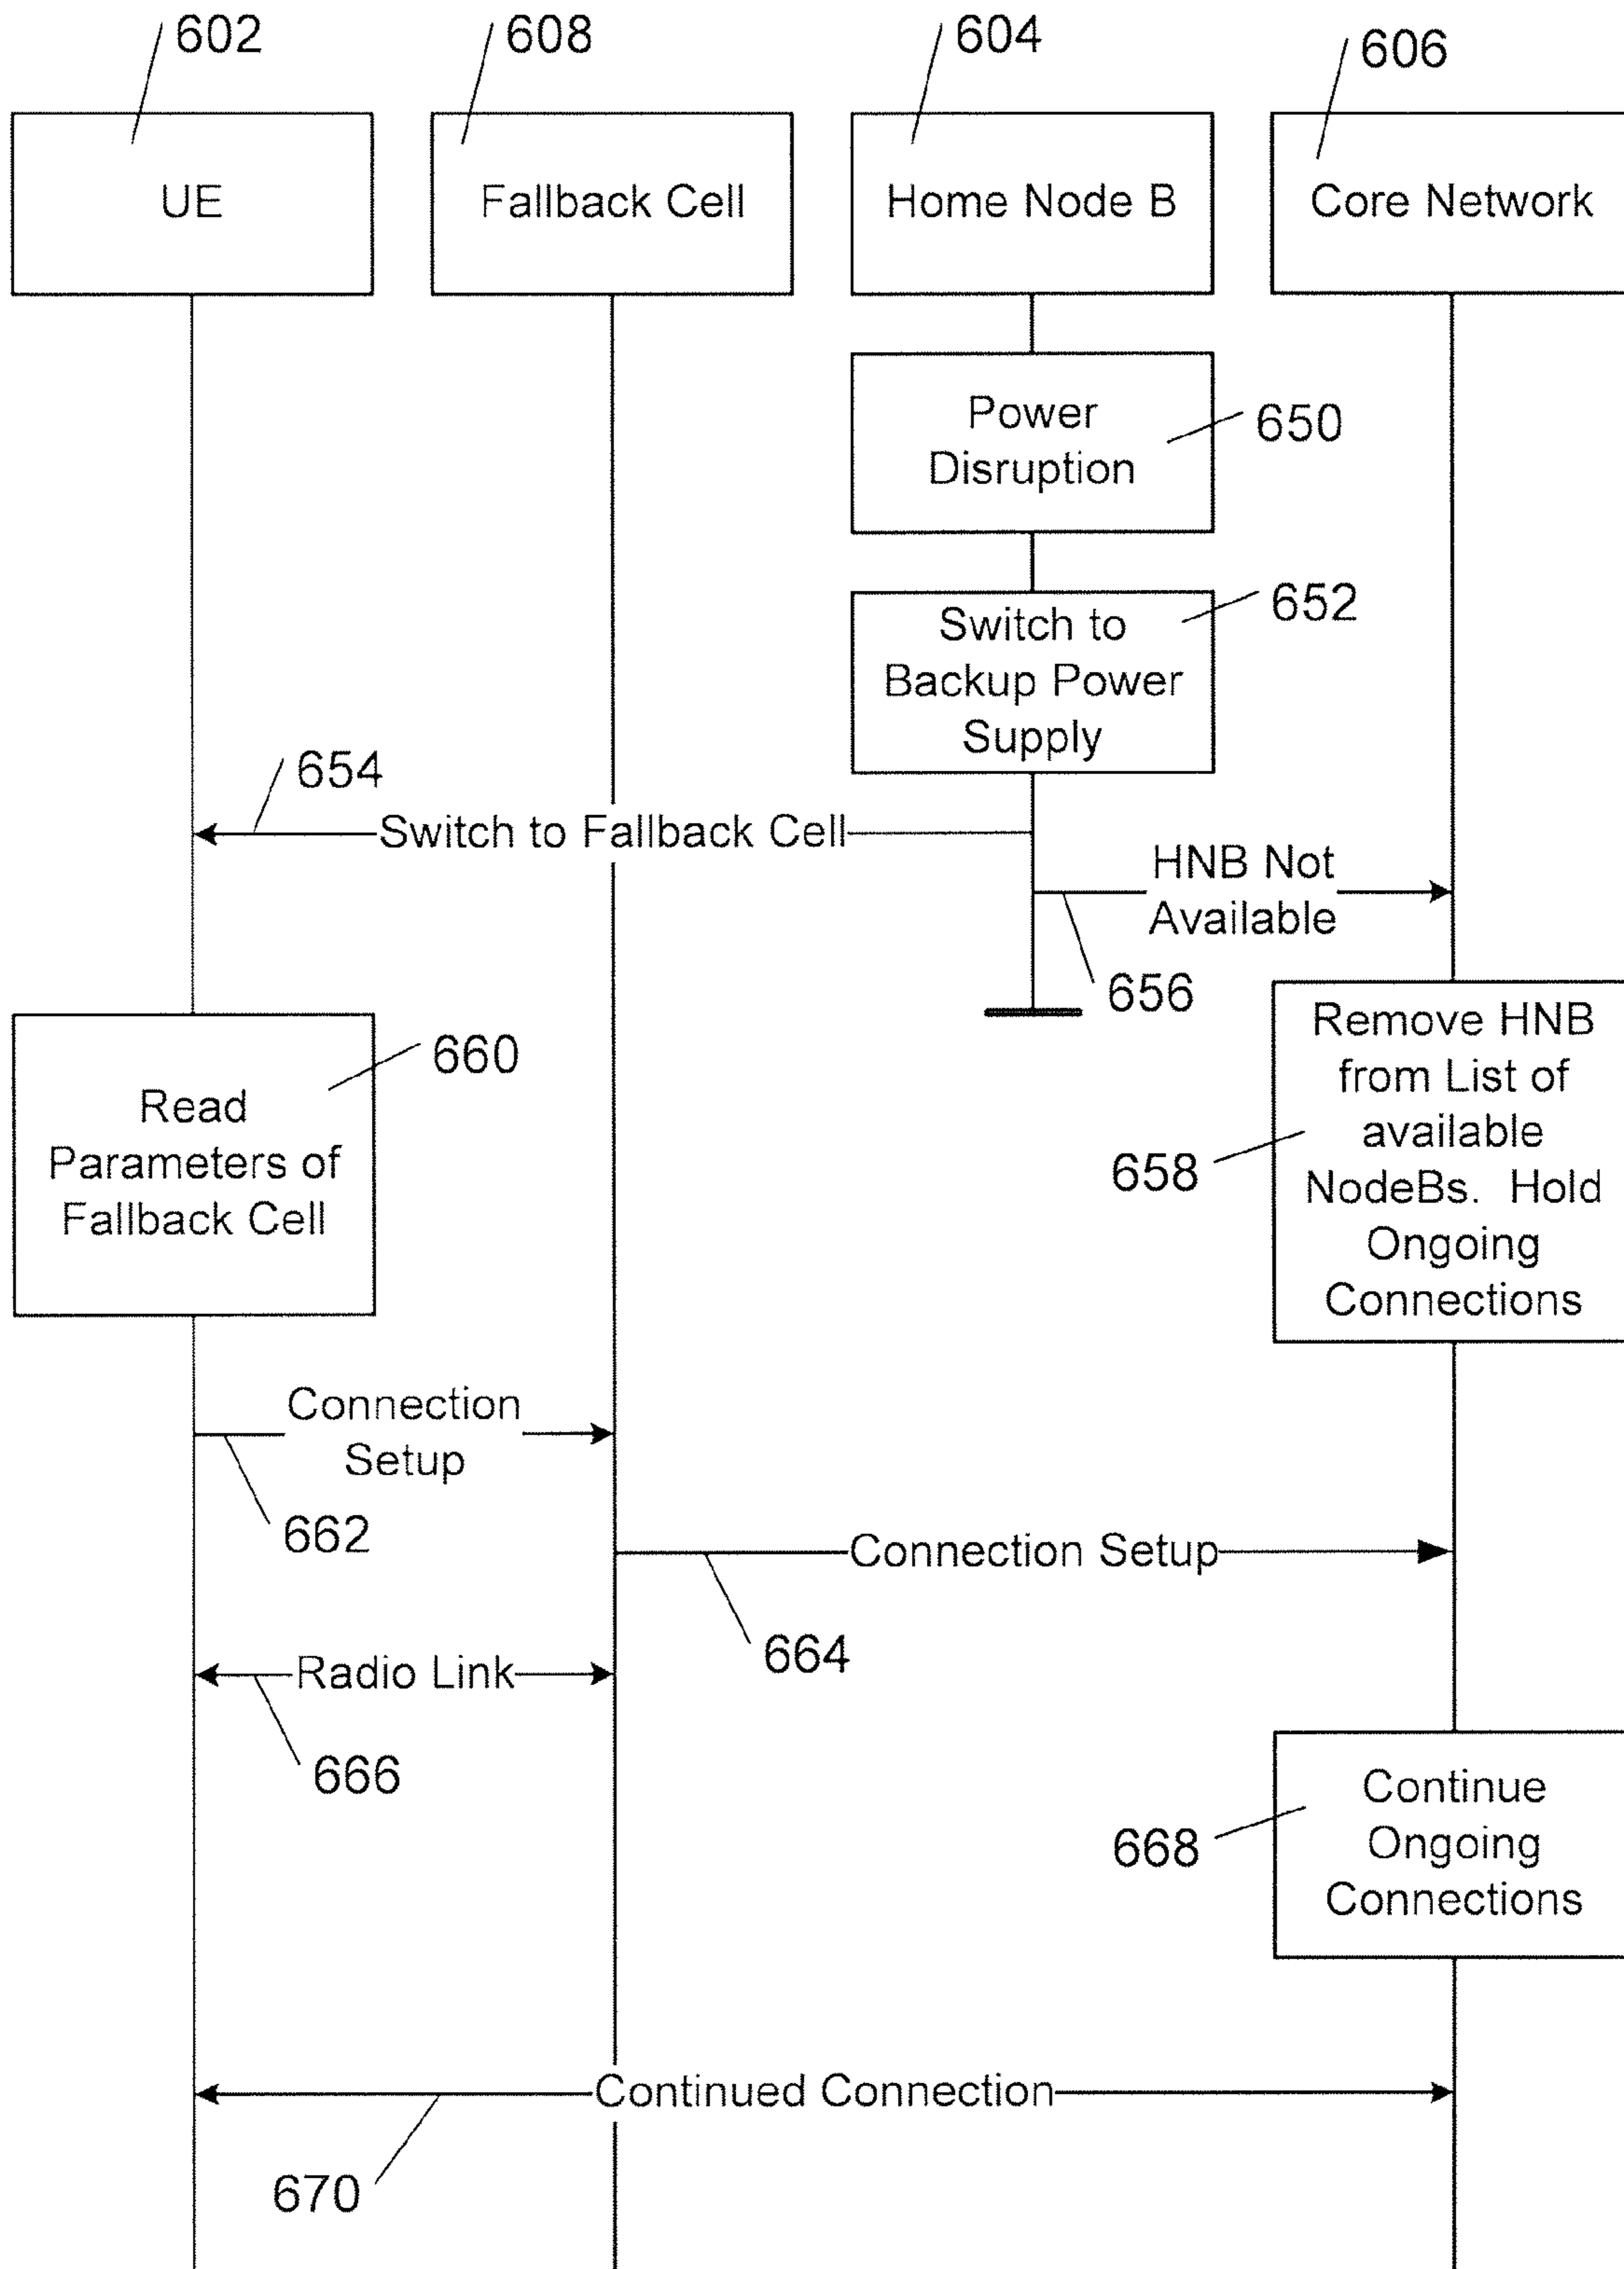 602
608
604
606
UE
Fallback Cell
Home Node B
Core Network
Power
Disruption
650
Switch to
Backup Power
Supply
652
654
Switch to Fallback Cell
HNB Not
Available
656
Remove HNB
from List of
available
NodeBs. Hold
Ongoing
Connections
658
660
Read
Parameters of
Fallback Cell
Connection
Setup
662
Connection Setup
664
Radio Link
666
Continue
Ongoing
Connections
668
Continued Connection
670